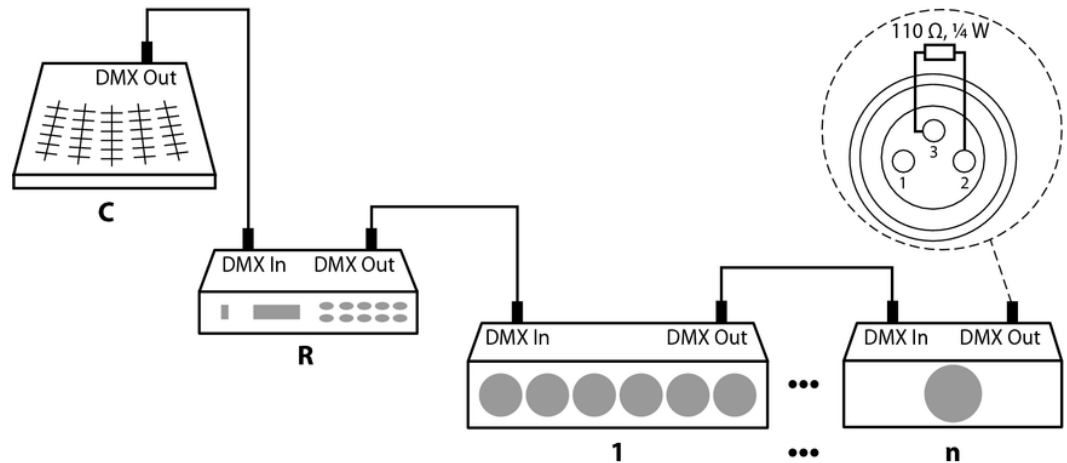 110 Ω, ¼ W
3
1
2
DMX Out
C
DMX In
DMX Out
R
DMX In
DMX Out
1
•••
•••
DMX In
DMX Out
n